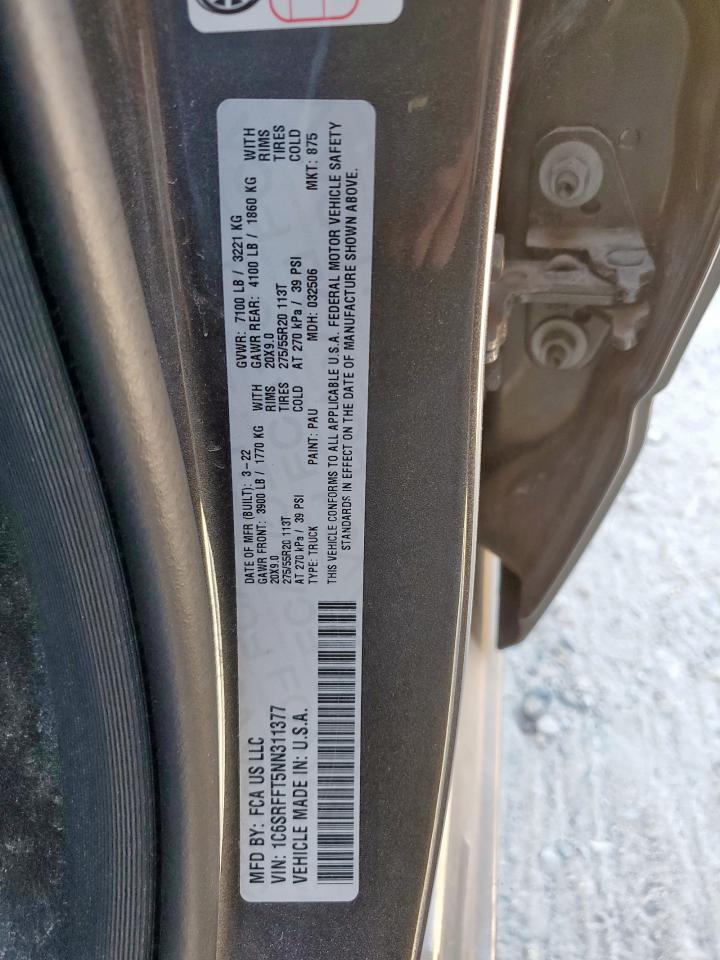 MFD BY: FCA US LLC
VIN: 1C6SRFFT5NN311377
VEHICLE MADE IN: U.S.A.
DATE OF MFR (BUILT): 3-22 GVWR: 7100 LB / 3221 KG
GAWR FRONT: 3900 LB / 1770 KG WITH GAWR REAR: 4100 LB / 1860 KG WITH
20X9.0 RIMS 20X9.0 RIMS
275/55R20 113T TIRES 275/55R20 113T TIRES
AT 270 kPa / 39 PSI COLD AT 270 kPa / 39 PSI COLD
TYPE: TRUCK PAINT: PAU MDH: 032506 MKT: 875
THIS VEHICLE CONFORMS TO ALL APPLICABLE U.S.A. FEDERAL MOTOR VEHICLE SAFETY
STANDARDS IN EFFECT ON THE DATE OF MANUFACTURE SHOWN ABOVE.